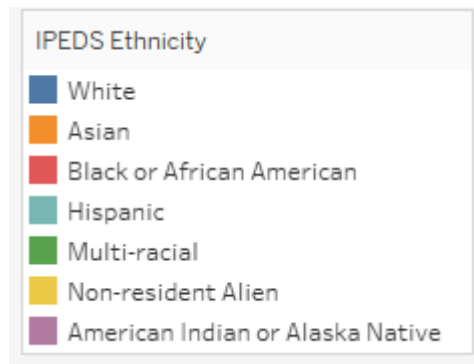 IPEDS Ethnicity
White
Asian
Black or African American
Hispanic
Multi-racial
Non-resident Alien
American Indian or Alaska Native